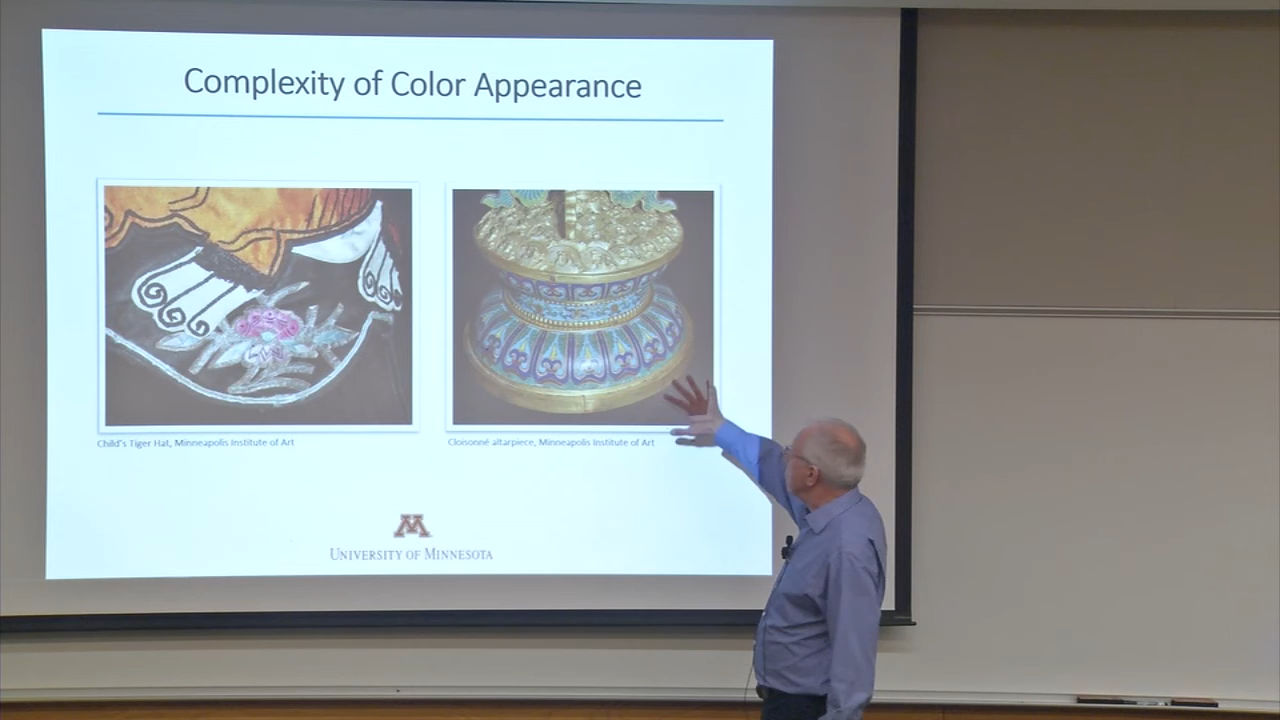 Complexity of Color Appearance
Child's Tiger Hat, Minneapolis Institute of Art
Cloisonné altarpiece, Minneapolis Institute of Art
M
UNIVERSITY OF MINNESOTA